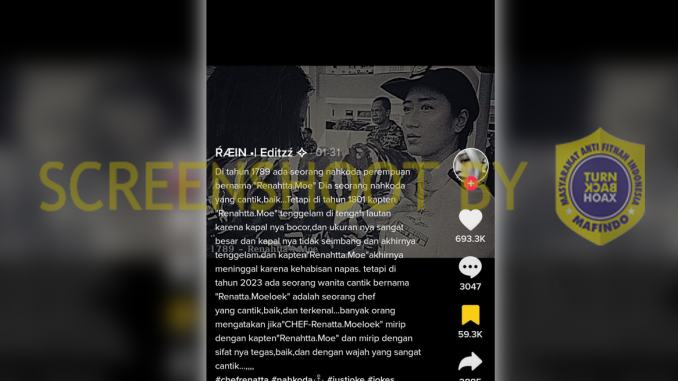 ŔÆIN •I Editzź ✧ · 01-31
Di tahun 1789 ada seorang nahkoda perempuan
bernama "Renahtta.Moe" Dia seorang nahkoda
yang cantik,baik...Tetapi di tahun 1801 kapten
"Renahtta.Moe" tenggelam di tengah lautan
karena kapal nya bocor,dan ukuran nya sangat
besar dan kapal nya tidak seimbang dan akhirnya
tenggelam.dan kapten"Renahtta.Moe"akhirnya
meninggal karena kehabisan napas. tetapi di
tahun 2023 ada seorang wanita cantik bernama
"Renatta.Moeloek" adalah seorang chef
yang cantik,baik,dan terkenal...banyak orang
mengatakan jika"CHEF-Renatta.Moeloek" mirip
dengan kapten"Renahtta.Moe" dan mirip dengan
sifat nya tegas,baik,dan dengan wajah yang sangat
cantik...,,,,
#chefrenatta #nahkoda #justjoke #jokes
1789 - Renahtta Moe
693.3K
3047
59.3K
SCREENSHOOT BY
MASYARAKAT ANTI FITNAH INDONESIA
TURN
BACK
HOAX
MAFINDO